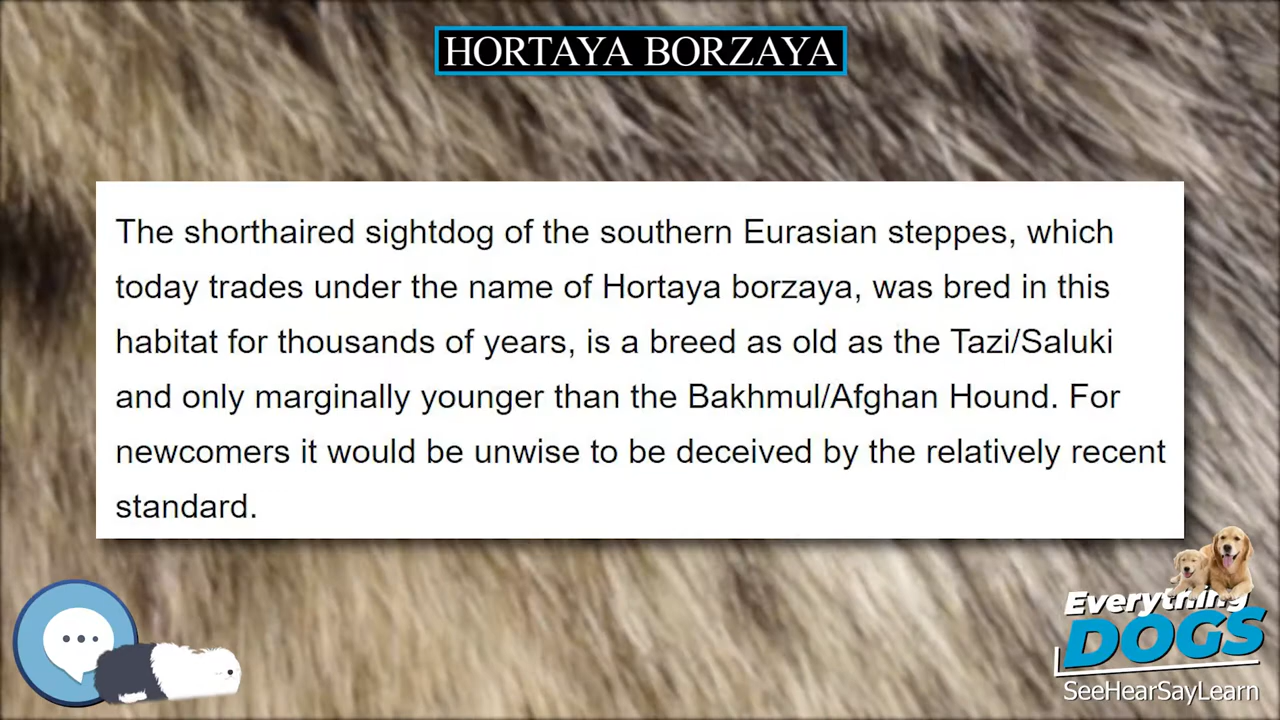 HORTAYA BORZAYA
The shorthaired sightdog of the southern Eurasian steppes, which
today trades under the name of Hortaya borzaya, was bred in this
habitat for thousands of years, is a breed as old as the Tazi/Saluki
and only marginally younger than the Bakhmul/Afghan Hound. For
newcomers it would be unwise to be deceived by the relatively recent
standard.
Everything
DOGS
SeeHearSayLearn